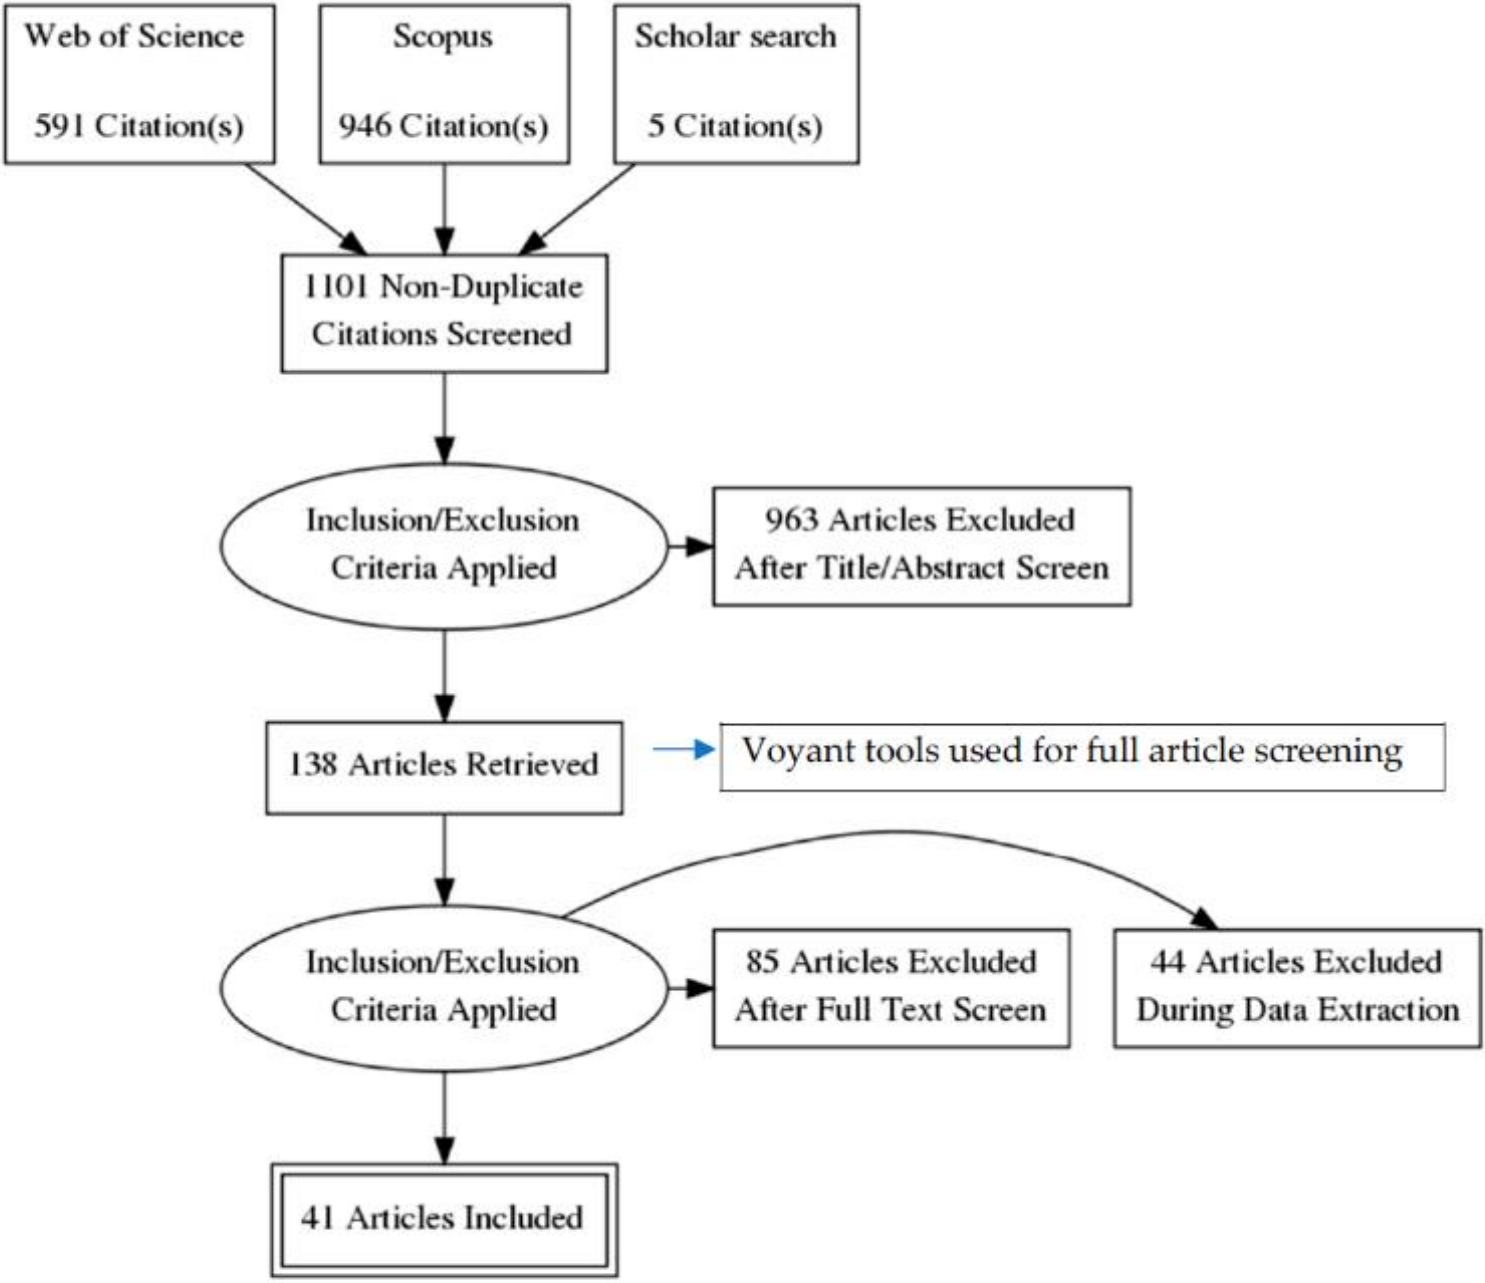 Web of Science
591 Citation(s)
Scopus
946 Citation(s)
Scholar search
5 Citation(s)
1101 Non-Duplicate
Citations Screened
Inclusion/Exclusion
Criteria Applied
963 Articles Excluded
After Title/Abstract Screen
138 Articles Retrieved
Voyant tools used for full article screening
Inclusion/Exclusion
Criteria Applied
85 Articles Excluded
After Full Text Screen
44 Articles Excluded
During Data Extraction
41 Articles Included